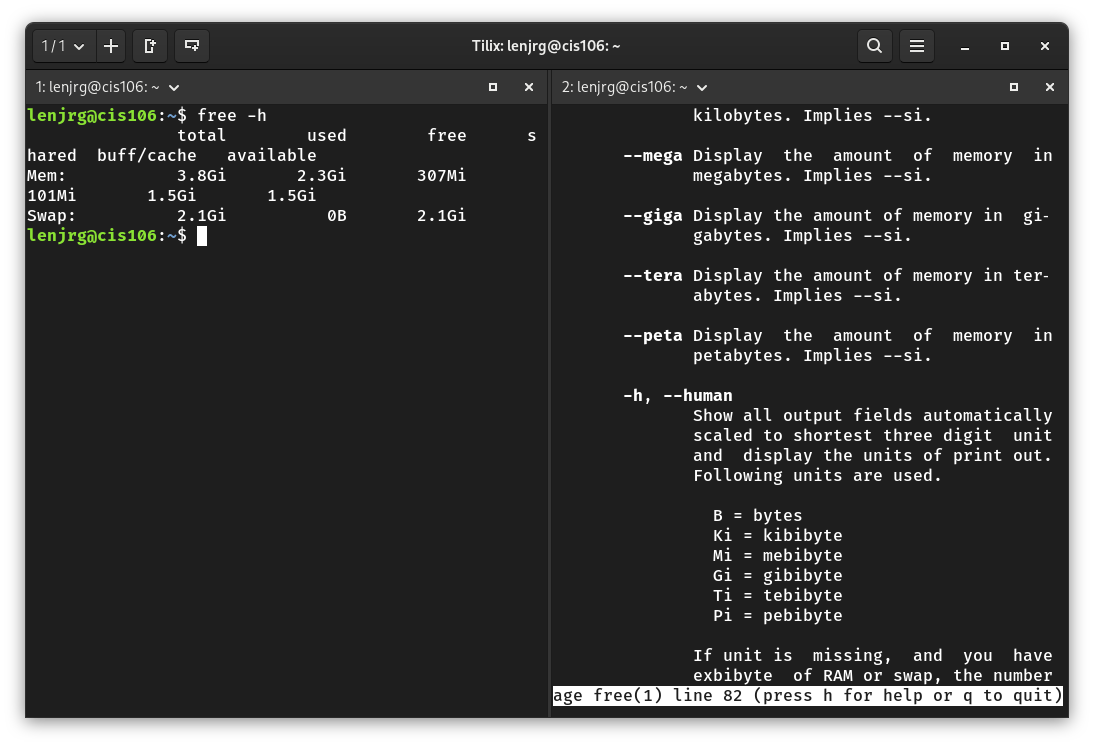 1 / 1
Tilix: lenjrg@cis106: ~
1: lenjrg@cis106: ~
lenjrg@cis106:~$ free -h
               total        used        free      s
hared  buff/cache   available
Mem:           3.8Gi       2.3Gi       307Mi
101Mi       1.5Gi       1.5Gi
Swap:          2.1Gi          0B       2.1Gi
lenjrg@cis106:~$
2: lenjrg@cis106: ~
kilobytes. Implies --si.
--mega Display  the  amount  of  memory  in
megabytes. Implies --si.
--giga Display the amount of memory in  gi-
gabytes. Implies --si.
--tera Display the amount of memory in ter-
abytes. Implies --si.
--peta Display  the  amount  of  memory  in
petabytes. Implies --si.
-h, --human
Show all output fields automatically
scaled to shortest three digit  unit
and  display the units of print out.
Following units are used.
B = bytes
Ki = kibibyte
Mi = mebibyte
Gi = gibibyte
Ti = tebibyte
Pi = pebibyte
If unit is  missing,  and  you  have
exbibyte  of RAM or swap, the number
age free(1) line 82 (press h for help or q to quit)